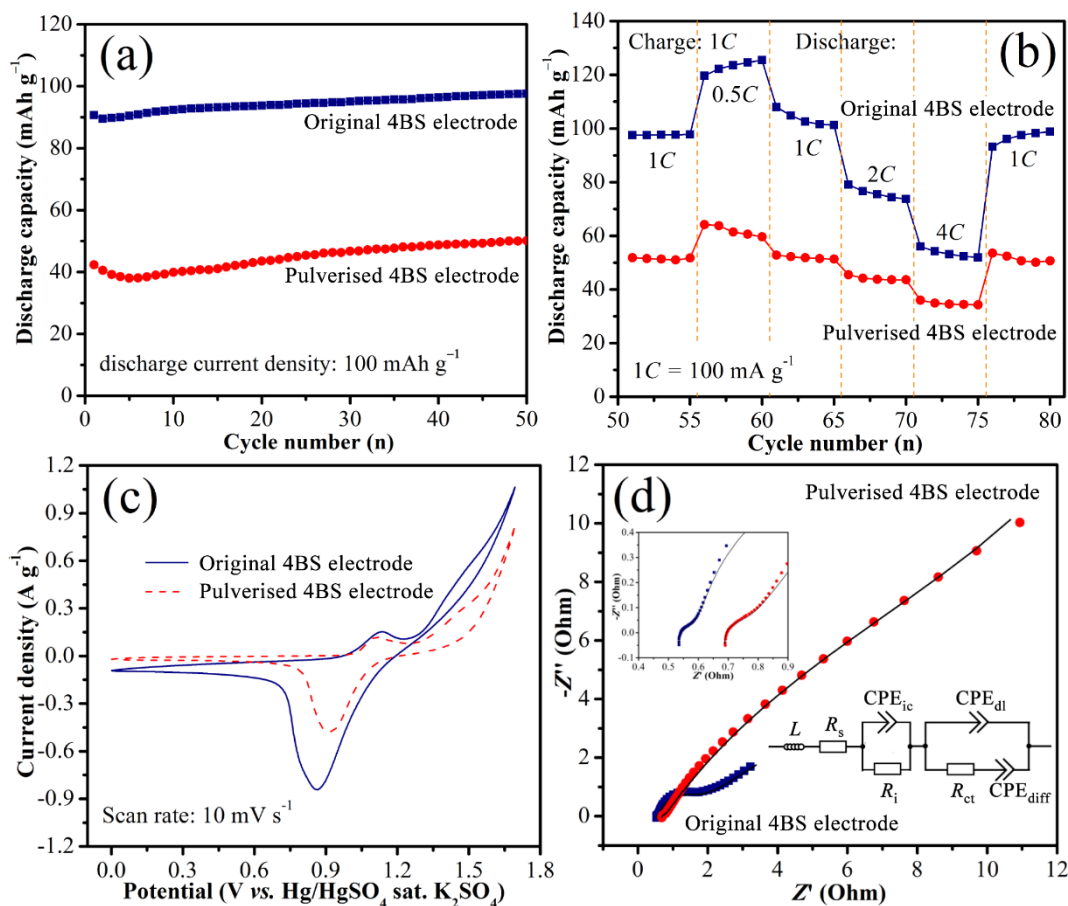 (a)
Discharge capacity (mAh g⁻¹)
120
100
80
60
40
20
0
Original 4BS electrode
Pulverised 4BS electrode
discharge current density: 100 mAh g⁻¹
0 10 20 30 40 50
Cycle number (n)
(b)
Discharge capacity (mAh g⁻¹)
140
120
100
80
60
40
20
0
Charge: 1C Discharge:
0.5C
Original 4BS electrode
1C 1C 2C 4C 1C
Pulverised 4BS electrode
1C = 100 mA g⁻¹
50 55 60 65 70 75 80
Cycle number (n)
(c)
Current density (A g⁻¹)
1.2
0.9
0.6
0.3
0.0
-0.3
-0.6
-0.9
-1.2
Original 4BS electrode
Pulverised 4BS electrode
Scan rate: 10 mV s⁻¹
0.0 0.3 0.6 0.9 1.2 1.5 1.8
Potential (V vs. Hg/HgSO₄ sat. K₂SO₄)
(d)
-Z'' (Ohm)
12
10
8
6
4
2
0
Pulverised 4BS electrode
-Z'' (Ohm)
0.4
0.3
0.2
0.1
0.0
-0.1
0.4 0.5 0.6 0.7 0.8 0.9
Z' (Ohm)
L Rs CPEic CPEdl
Ri Rct CPEdiff
Original 4BS electrode
0 2 4 6 8 10 12
Z' (Ohm)